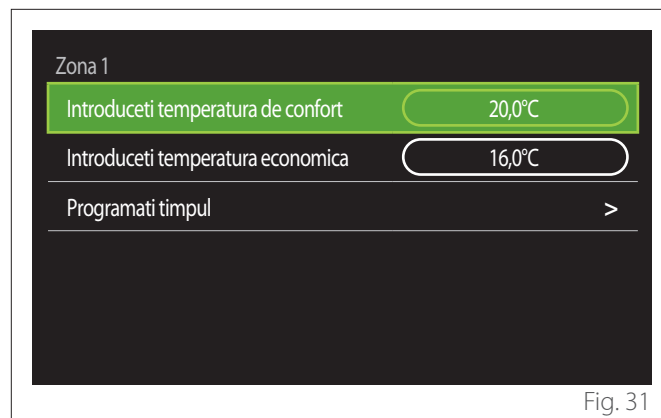 Zona 1
Introduceti temperatura de confort 20,0°C
Introduceti temperatura economica 16,0°C
Programati timpul >
Fig. 31